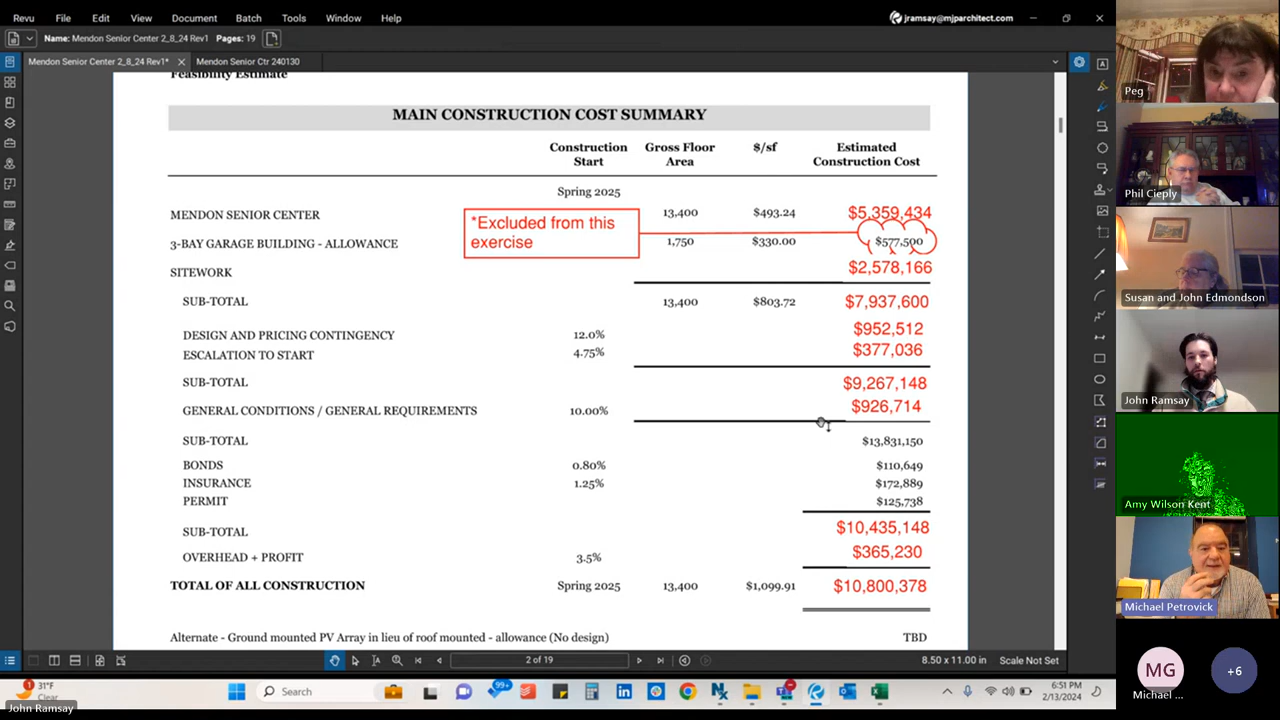 Revu File Edit View Document Batch Tools Window Help jramsay@mjparchitect.com
Name: Mendon Senior Center 2_8_24 Rev1 Pages: 19
Mendon Senior Center 2_8_24 Rev1* Mendon Senior Ctr 240130
Feasibility Estimate
MAIN CONSTRUCTION COST SUMMARY
Construction Start Gross Floor Area $/sf Estimated Construction Cost
Spring 2025
MENDON SENIOR CENTER 13,400 $493.24 $5,359,434
*Excluded from this exercise
3-BAY GARAGE BUILDING - ALLOWANCE 1,750 $330.00 $577,500
SITEWORK $2,578,166
SUB-TOTAL 13,400 $803.72 $7,937,600
DESIGN AND PRICING CONTINGENCY 12.0% $952,512
ESCALATION TO START 4.75% $377,036
SUB-TOTAL $9,267,148
GENERAL CONDITIONS / GENERAL REQUIREMENTS 10.00% $926,714
SUB-TOTAL $13,831,150
BONDS 0.80% $110,649
INSURANCE 1.25% $172,889
PERMIT $125,738
SUB-TOTAL $10,435,148
OVERHEAD + PROFIT 3.5% $365,230
TOTAL OF ALL CONSTRUCTION Spring 2025 13,400 $1,099.91 $10,800,378
Alternate - Ground mounted PV Array in lieu of roof mounted - allowance (No design) TBD
2 of 19 8.50 x 11.00 in Scale Not Set
31°F
Clear
Search
99+
6:51 PM
2/13/2024
John Ramsay
Peg
Phil Cieply
Susan and John Edmondson
John Ramsay
Amy Wilson Kent
Michael Petrovick
MG
Michael ...
+6